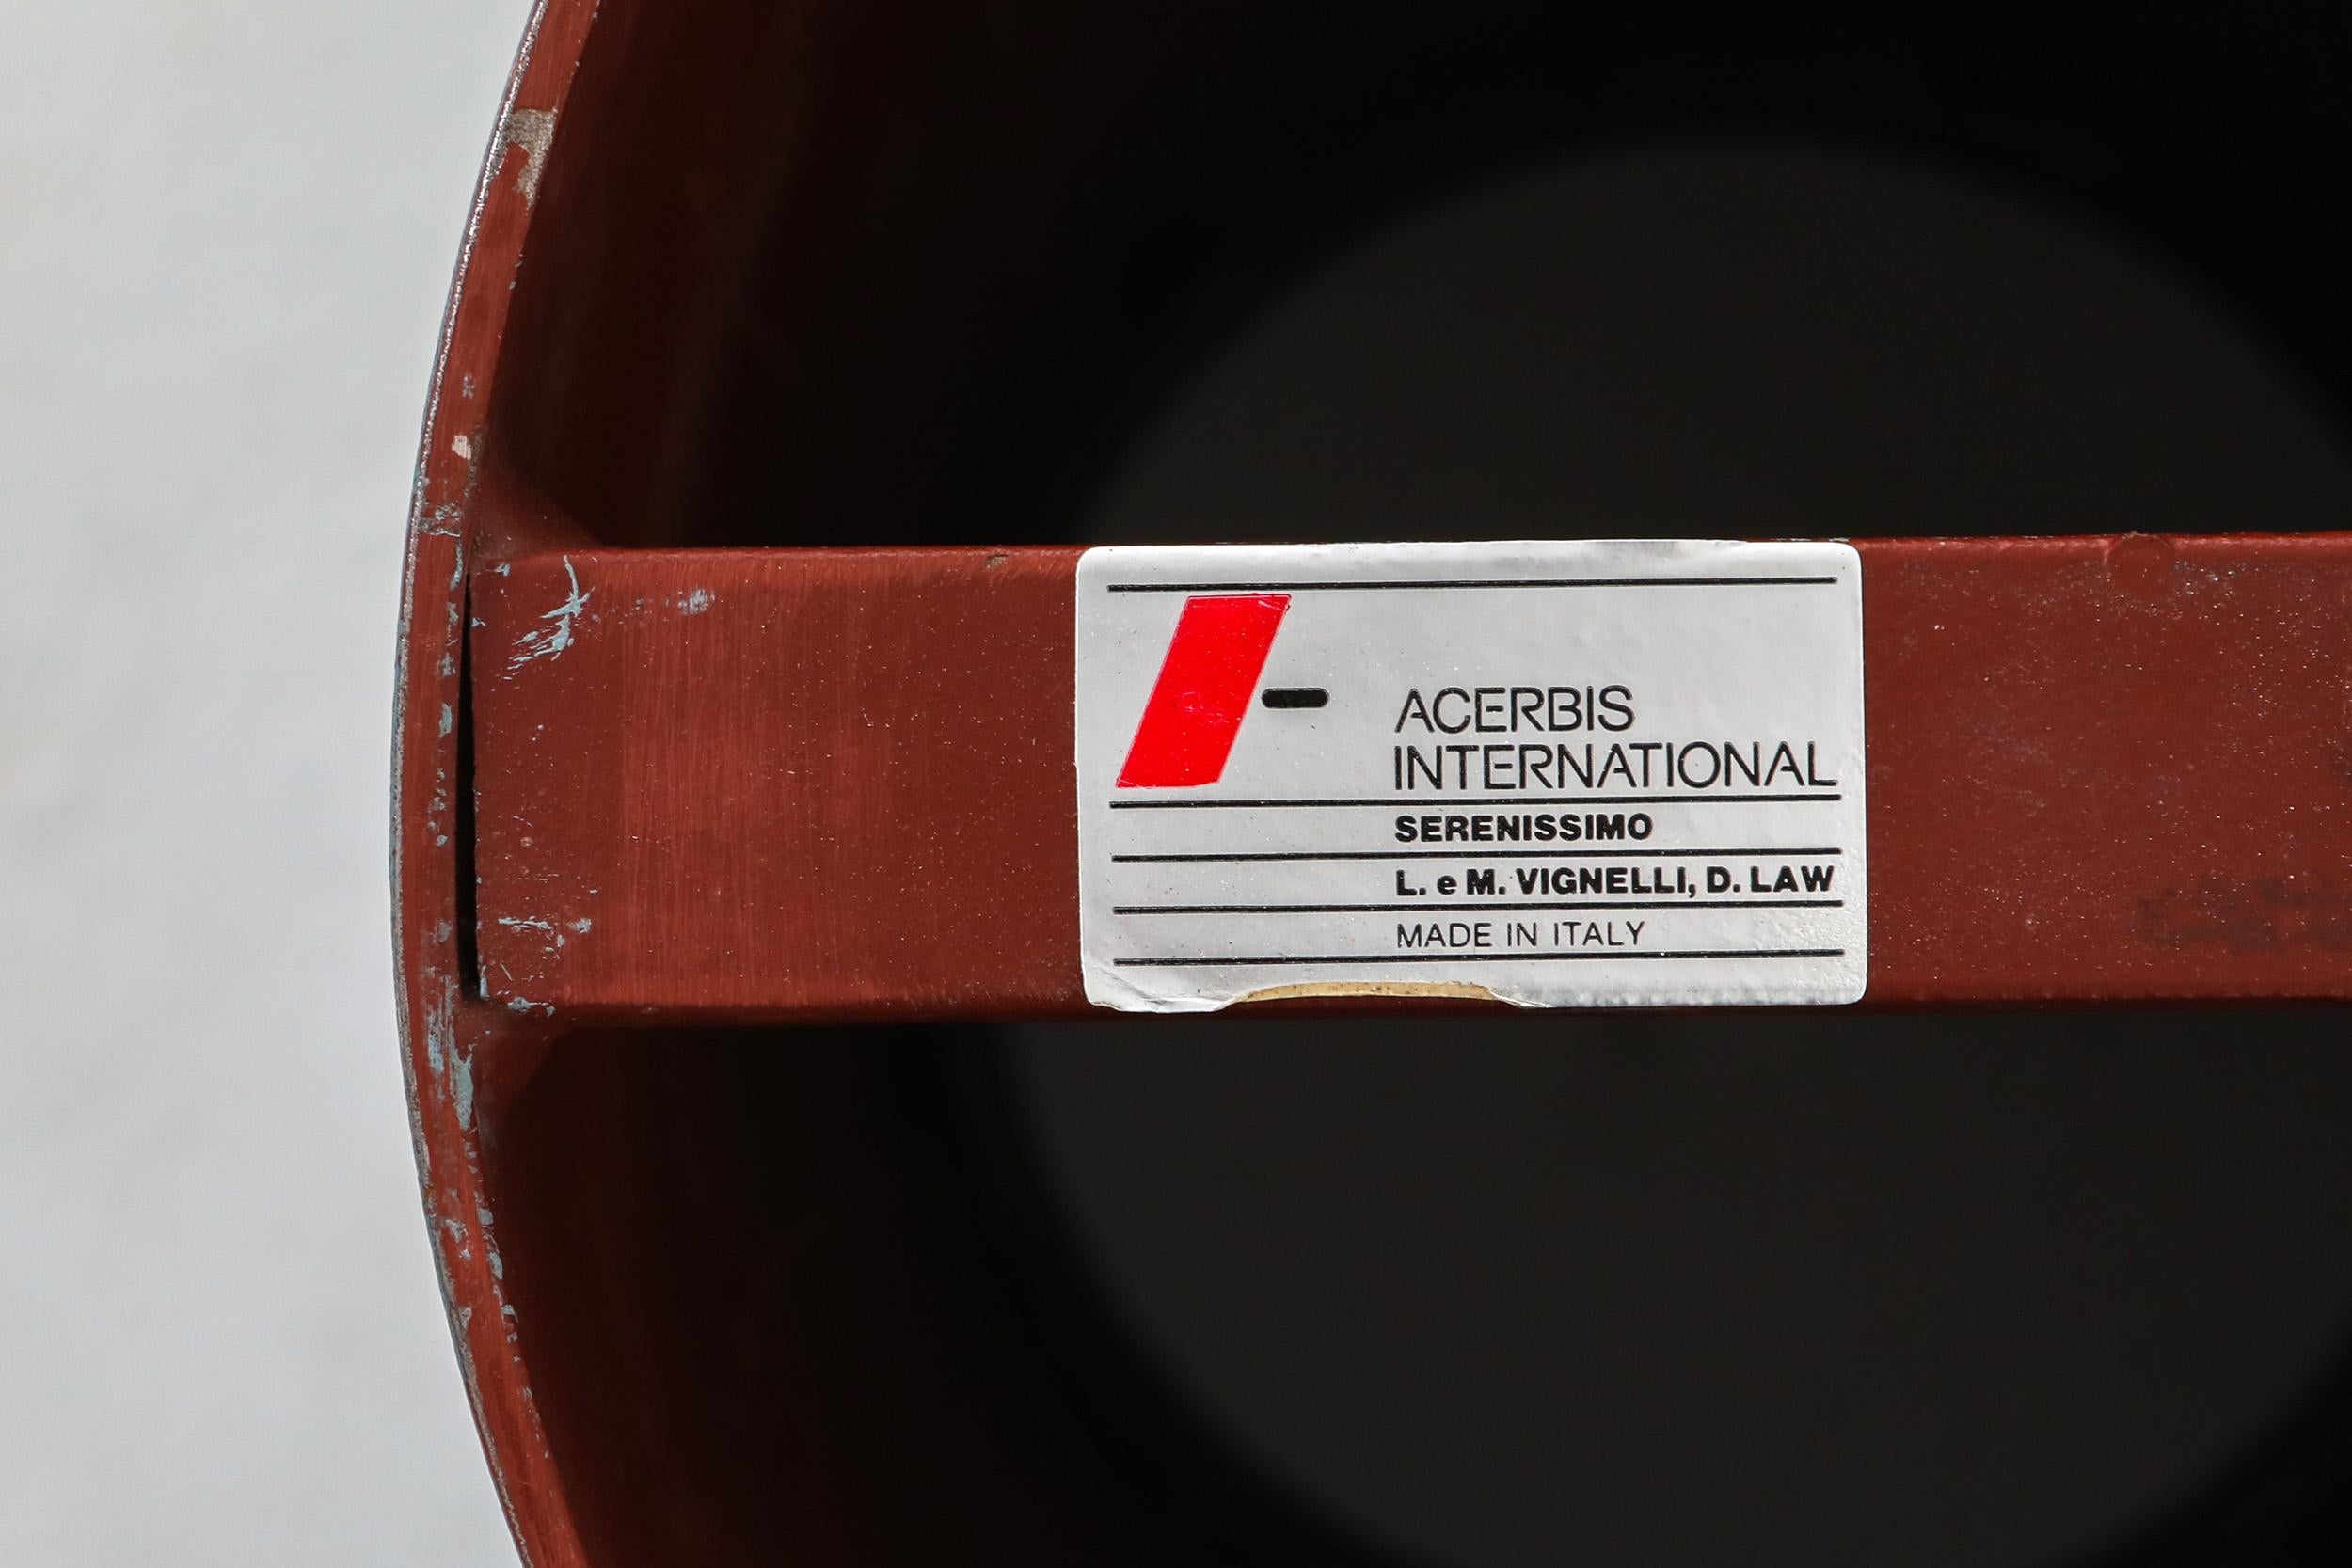 ACERBIS
INTERNATIONAL
SERENISSIMO
L. e M. VIGNELLI, D. LAW
MADE IN ITALY